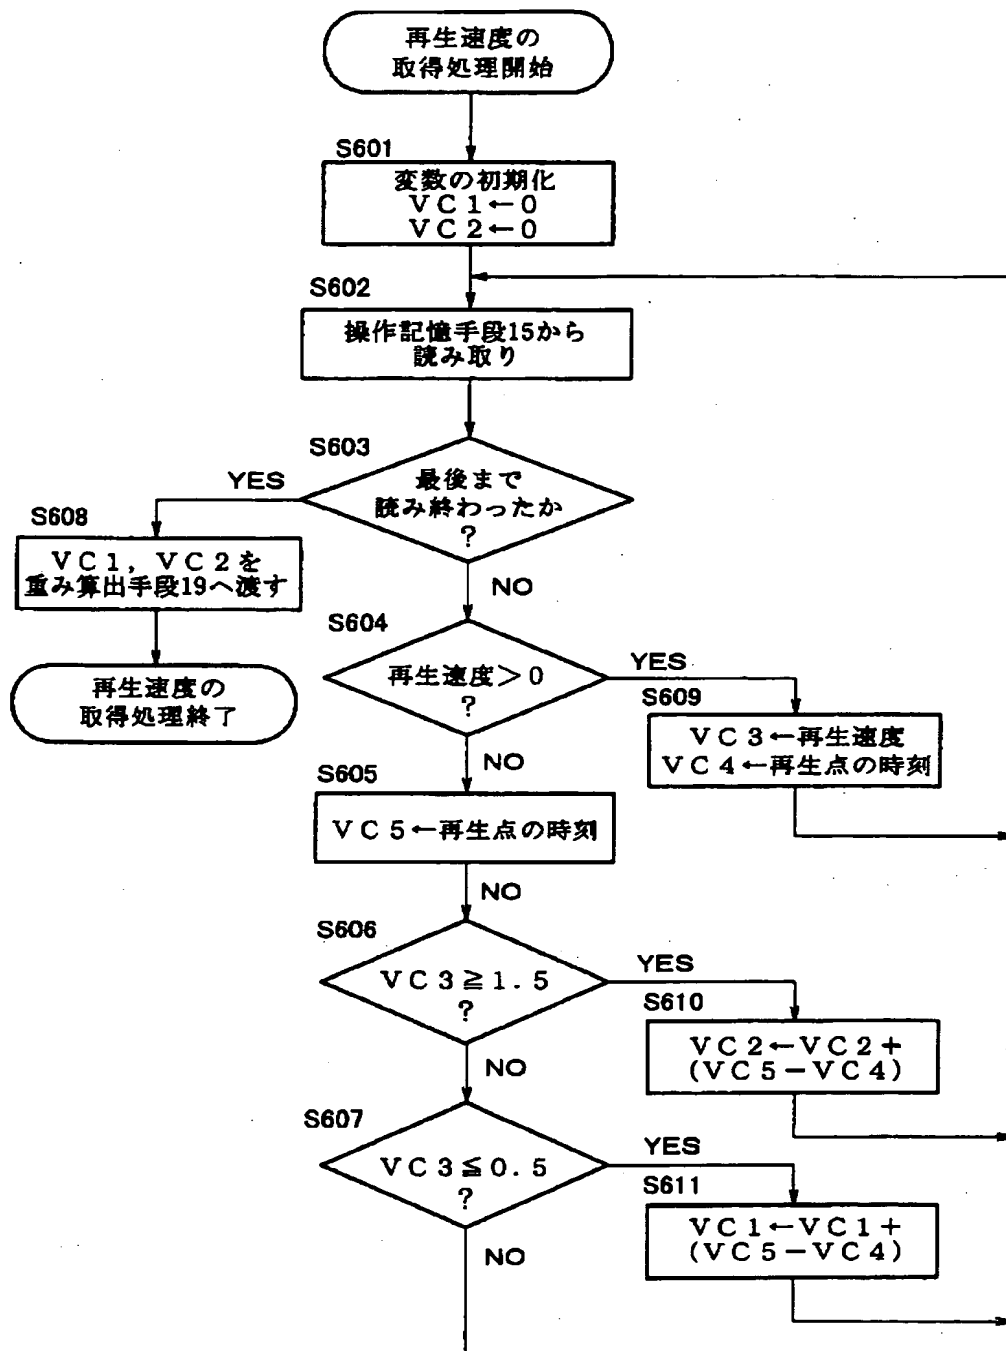 再生速度の
取得処理開始
S601
変数の初期化
VC1←0
VC2←0
S602
操作記憶手段15から
読み取り
S603
最後まで
読み終わったか
?
YES
NO
S608
VC1, VC2を
重み算出手段19へ渡す
再生速度の
取得処理終了
S604
再生速度>0
?
YES
NO
S609
VC3←再生速度
VC4←再生点の時刻
S605
VC5←再生点の時刻
NO
S606
VC3≧1.5
?
YES
NO
S610
VC2←VC2+
(VC5-VC4)
S607
VC3≦0.5
?
YES
NO
S611
VC1←VC1+
(VC5-VC4)